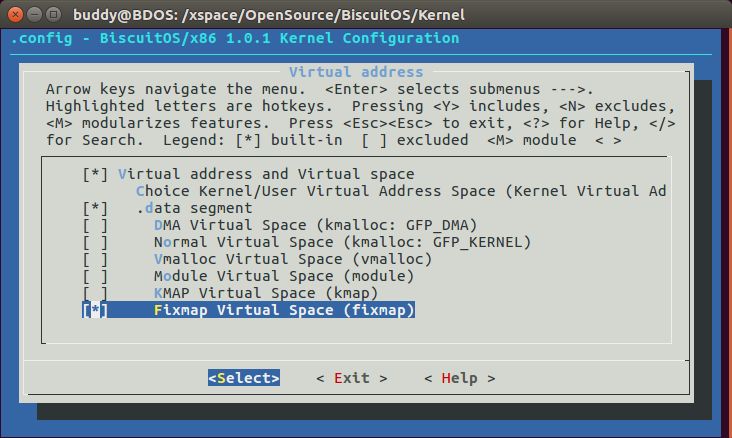 buddy@BDOS: /xspace/OpenSource/BiscuitOS/Kernel
.config - BiscuitOS/x86 1.0.1 Kernel Configuration
Virtual address
Arrow keys navigate the menu.  <Enter> selects submenus --->.
Highlighted letters are hotkeys.  Pressing <Y> includes, <N> excludes,
<M> modularizes features.  Press <Esc><Esc> to exit, <?> for Help, </>
for Search.  Legend: [*] built-in  [ ] excluded  <M> module  < >
[*] Virtual address and Virtual space
Choice Kernel/User Virtual Address Space (Kernel Virtual Ad
[*]   .data segment
[ ]     DMA Virtual Space (kmalloc: GFP_DMA)
[ ]     Normal Virtual Space (kmalloc: GFP_KERNEL)
[ ]     Vmalloc Virtual Space (vmalloc)
[ ]     Module Virtual Space (module)
[ ]     KMAP Virtual Space (kmap)
[*]     Fixmap Virtual Space (fixmap)
<Select>    < Exit >    < Help >